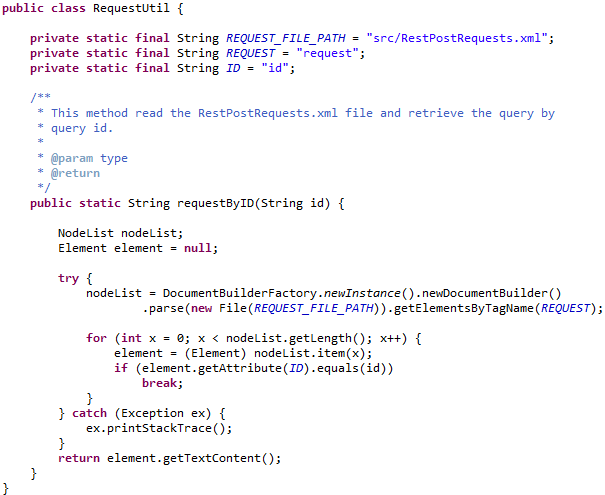 public class RequestUtil {
private static final String REQUEST_FILE_PATH = "src/RestPostRequests.xml";
private static final String REQUEST = "request";
private static final String ID = "id";
/**
* This method read the RestPostRequests.xml file and retrieve the query by
* query id.
*
* @param type
* @return
*/
public static String requestByID(String id) {
NodeList nodeList;
Element element = null;
try {
nodeList = DocumentBuilderFactory.newInstance().newDocumentBuilder()
.parse(new File(REQUEST_FILE_PATH)).getElementsByTagName(REQUEST);
for (int x = 0; x < nodeList.getLength(); x++) {
element = (Element) nodeList.item(x);
if (element.getAttribute(ID).equals(id))
break;
}
} catch (Exception ex) {
ex.printStackTrace();
}
return element.getTextContent();
}
}